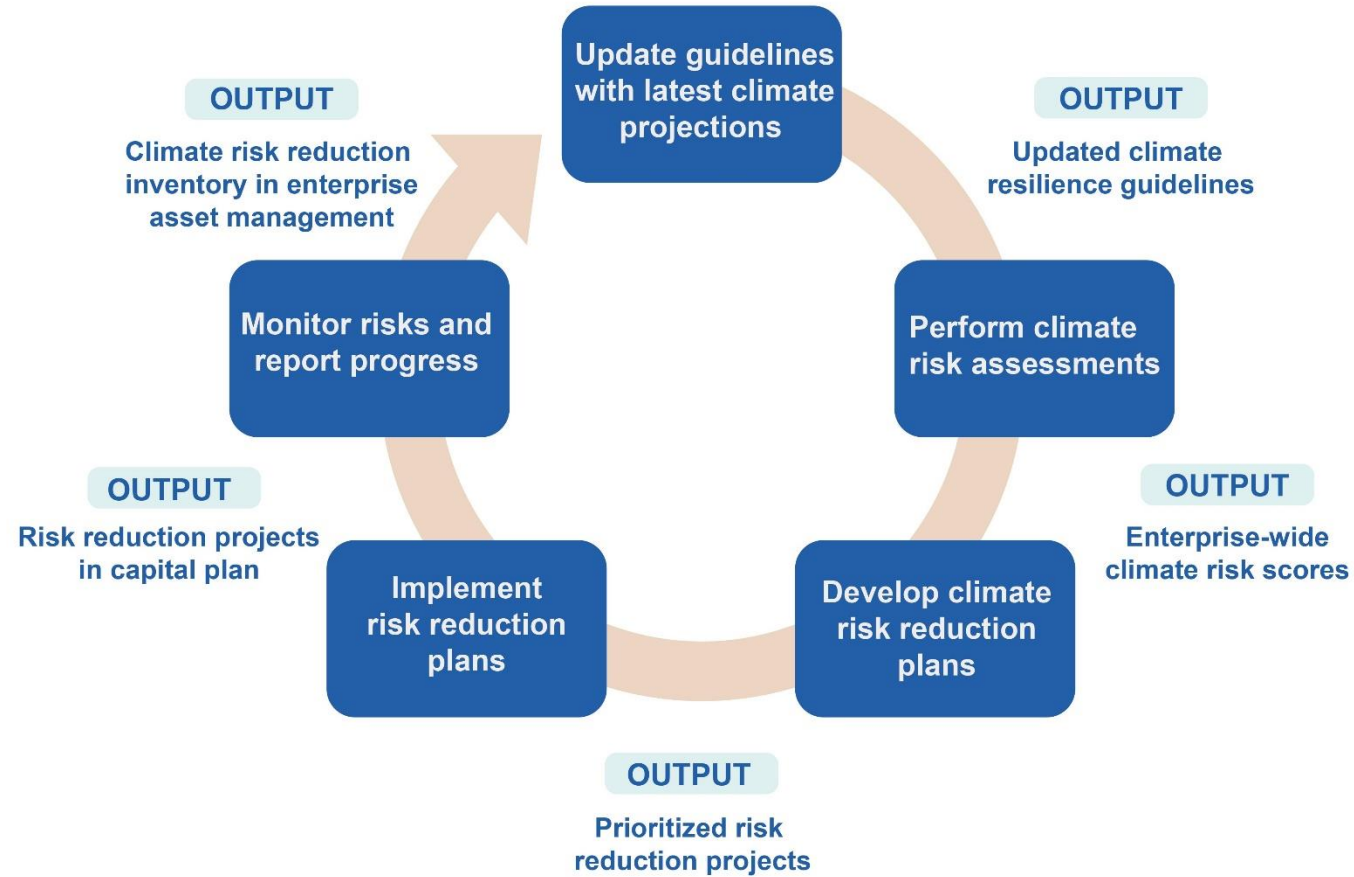 Update guidelines
with latest climate
projections
OUTPUT
Updated climate
resilience guidelines
Perform climate
risk assessments
OUTPUT
Enterprise-wide
climate risk scores
Develop climate
risk reduction
plans
OUTPUT
Prioritized risk
reduction projects
Implement
risk reduction
plans
OUTPUT
Risk reduction projects
in capital plan
Monitor risks and
report progress
OUTPUT
Climate risk reduction
inventory in enterprise
asset management